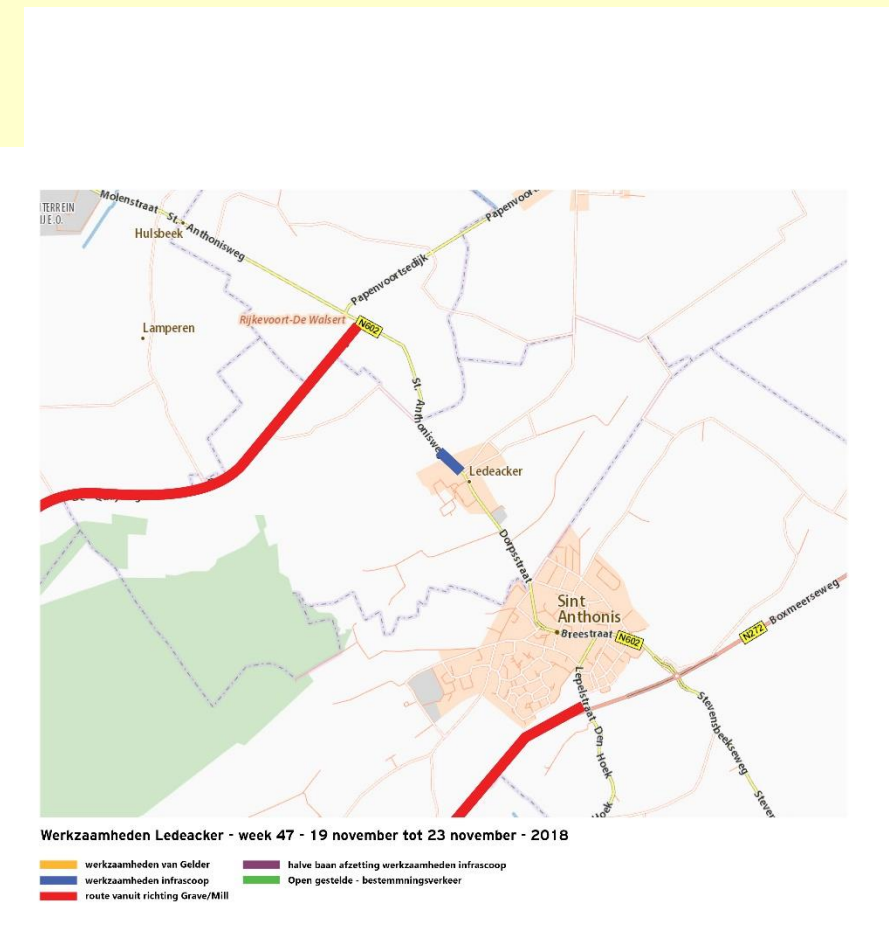 TERREIN
Molenstraat
St. Anthonisweg
Hulsbeek
Papenvoortsedijk
Rijkevoort-De Walsert
N602
Lamperen
St. Anthonisweg
Ledeacker
Dorpsstraat
Sint
Anthonis
Breestraat
N602
N272
Boxmeerseweg
Lepelstraat
Den Hoek
Stevensbeekseweg
Werkzaamheden Ledeacker - week 47 - 19 november tot 23 november - 2018
werkzaamheden van Gelder
halve baan afzetting werkzaamheden infrascoop
werkzaamheden infrascoop
Open gestelde - bestemmningsverkeer
route vanuit richting Grave/Mill